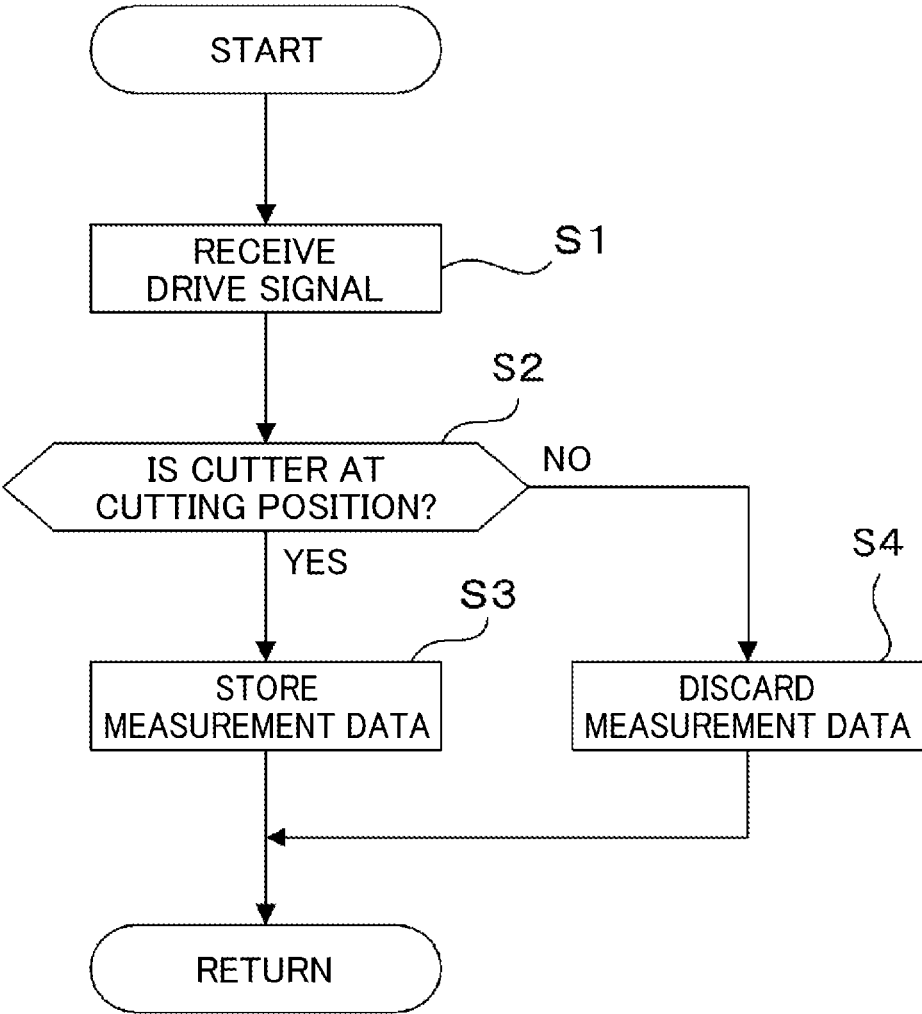 START
RECEIVE
DRIVE SIGNAL
S1
S2
IS CUTTER AT
CUTTING POSITION?
NO
YES
S3
STORE
MEASUREMENT DATA
S4
DISCARD
MEASUREMENT DATA
RETURN